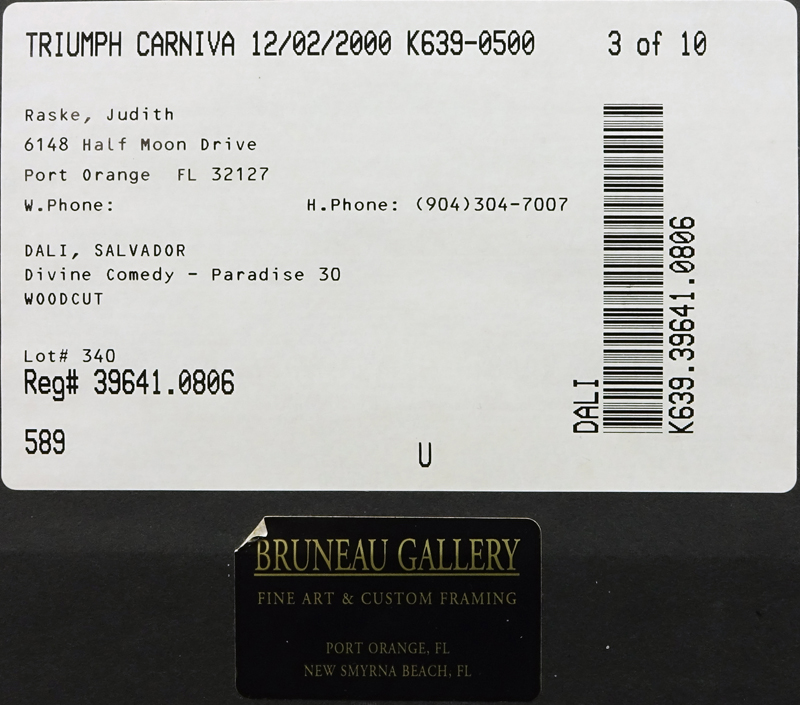 TRIUMPH CARNIVA 12/02/2000 K639-0500 3 of 10
Raske, Judith
6148 Half Moon Drive
Port Orange FL 32127
W.Phone: H.Phone: (904)304-7007
DALI, SALVADOR
Divine Comedy - Paradise 30
WOODCUT
Lot# 340
Reg# 39641.0806
589
U
DALI
K639.39641.0806
BRUNEAU GALLERY
FINE ART & CUSTOM FRAMING
PORT ORANGE, FL
NEW SMYRNA BEACH, FL